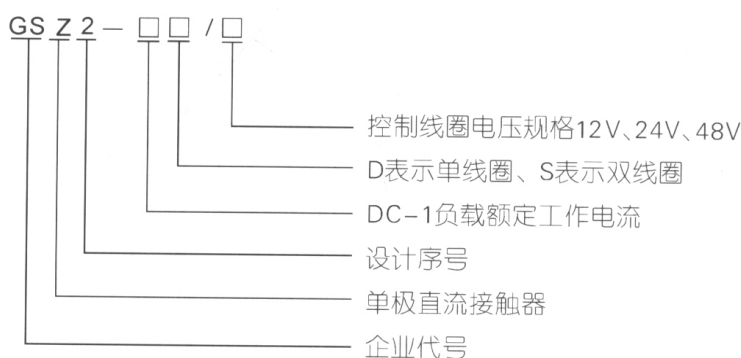 GSZ2—□□/□
控制线圈电压规格12V、24V、48V
D表示单线圈、S表示双线圈
DC-1负载额定工作电流
设计序号
单极直流接触器
企业代号